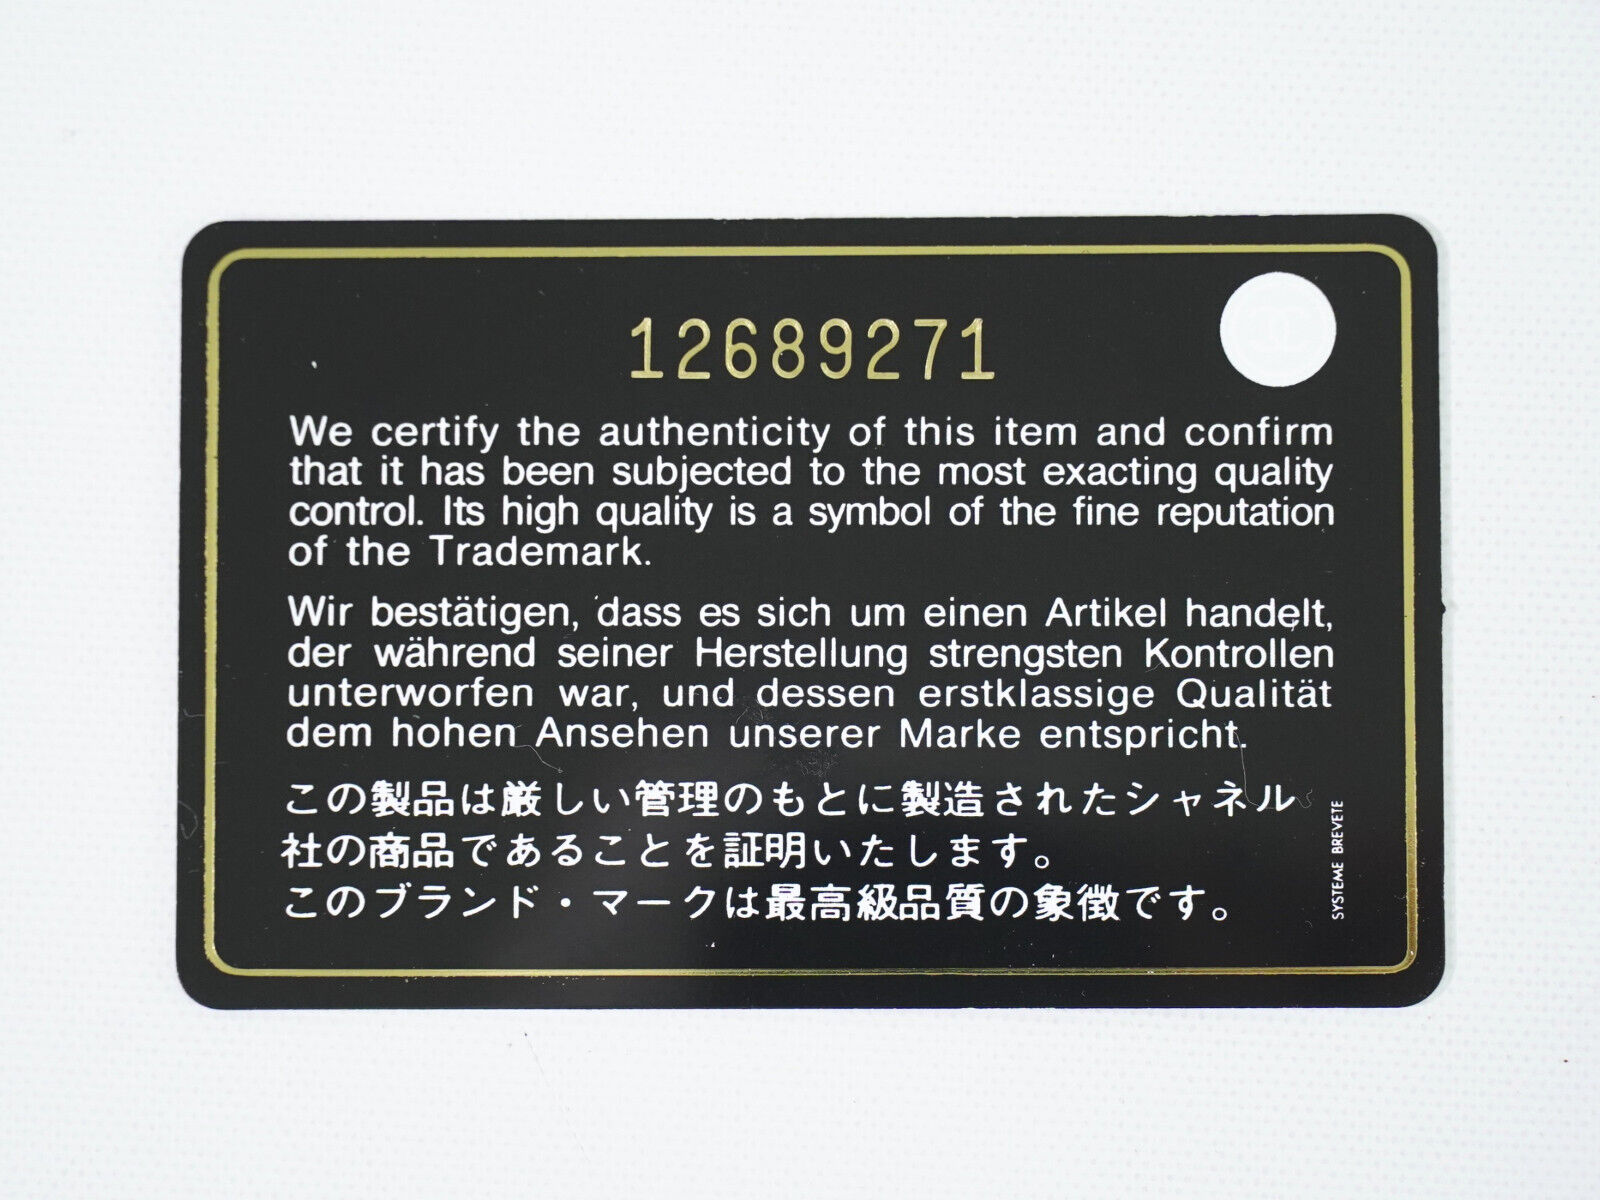 12689271
We certify the authenticity of this item and confirm
that it has been subjected to the most exacting quality
control. Its high quality is a symbol of the fine reputation
of the Trademark.
Wir bestätigen, dass es sich um einen Artikel handelt,
der während seiner Herstellung strengsten Kontrollen
unterworfen war, und dessen erstklassige Qualität
dem hohen Ansehen unserer Marke entspricht.
この製品は厳しい管理のもとに製造されたシャネル
社の商品であることを証明いたします。
このブランド・マークは最高級品質の象徴です。
SYSTEME BREVETE